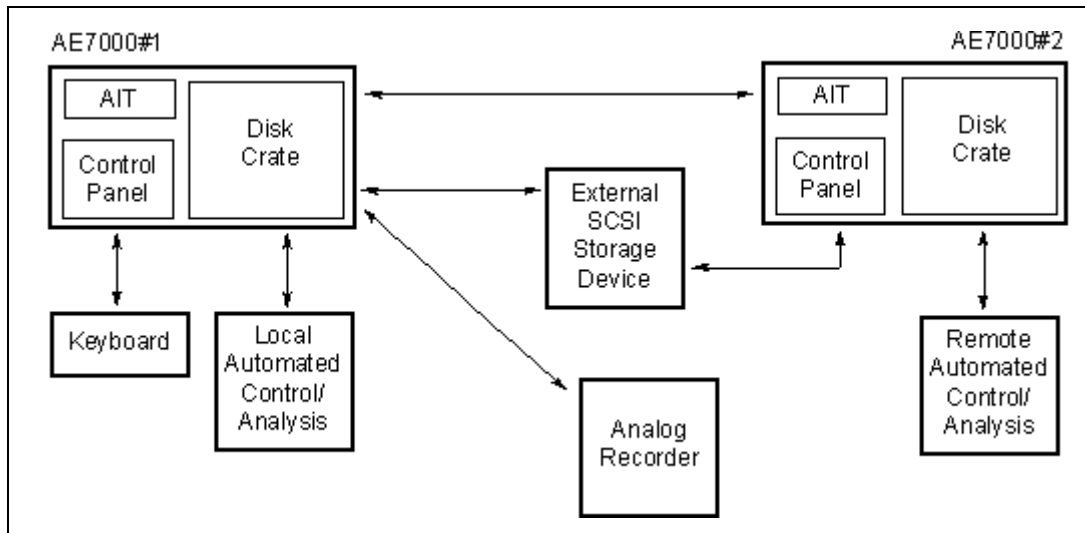 AE7000#1
AIT
Control
Panel
Disk
Crate
AE7000#2
AIT
Control
Panel
Disk
Crate
External
SCSI
Storage
Device
Keyboard
Local
Automated
Control/
Analysis
Analog
Recorder
Remote
Automated
Control/
Analysis